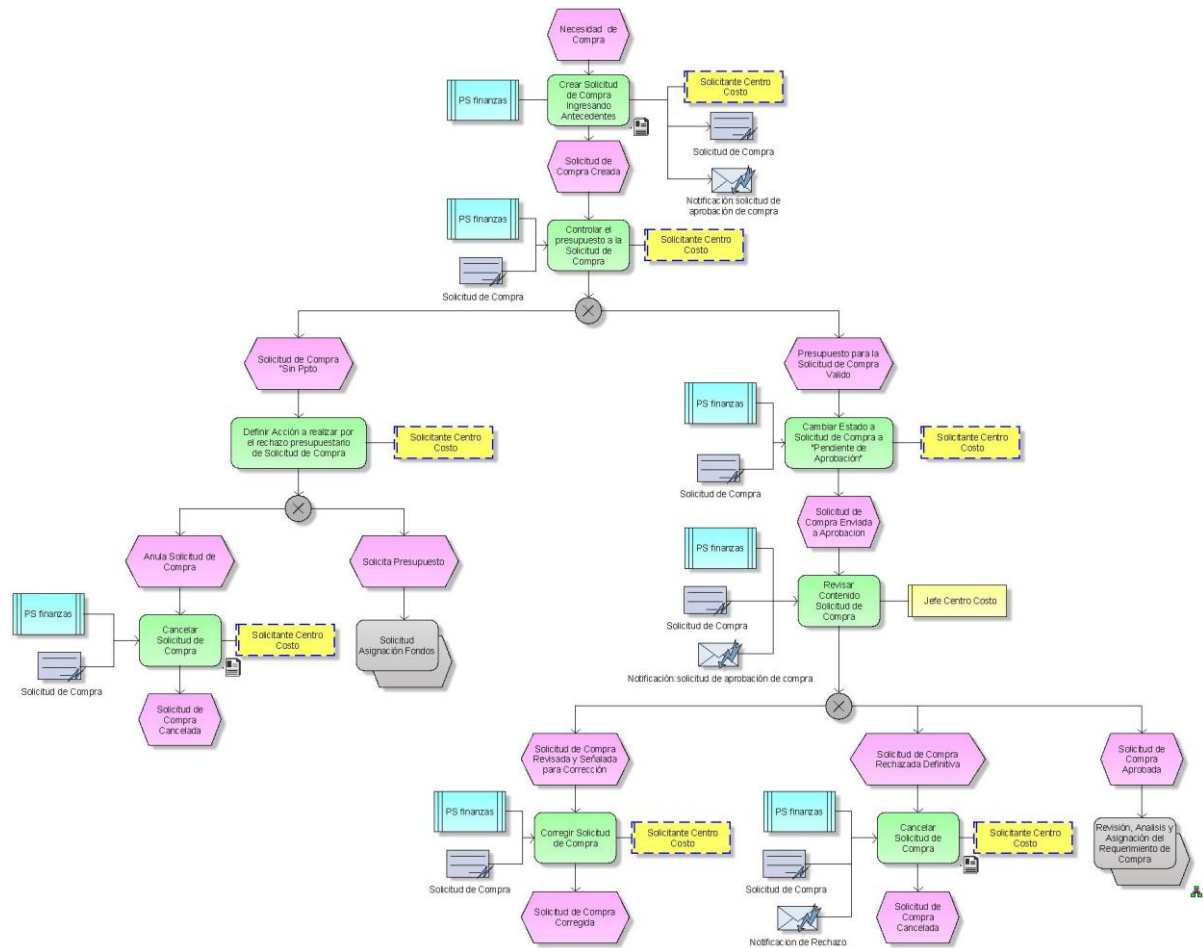 Necesidad de
Compra
PS finanzas
Crear Solicitud
de Compra
Ingresando
Antecedentes
Solicitante Centro
Costo
Solicitud de Compra
Solicitud de
Compra Creada
Notificación:solicitud de
aprobación de compra
PS finanzas
Controlar el
presupuesto a la
Solicitud de
Compra
Solicitante Centro
Costo
Solicitud de Compra
Solicitud de Compra
"Sin Ppto
Presupuesto para la
Solicitud de Compra
Valido
Definir Acción a realizar por
el rechazo presupuestario
de Solicitud de Compra
Solicitante Centro
Costo
PS finanzas
Cambiar Estado a
Solicitud de Compra a
"Pendiente de
Aprobación"
Solicitante Centro
Costo
Solicitud de Compra
Anula Solicitud de
Compra
Solicita Presupuesto
Solicitud de
Compra Enviada
a Aprobacion
PS finanzas
Cancelar
Solicitud de
Compra
Solicitante Centro
Costo
Solicitud de Compra
Solicitud
Asignación Fondos
PS finanzas
Revisar
Contenido
Solicitud de
Compra
Jefe Centro Costo
Solicitud de Compra
Notificación:solicitud de aprobación de compra
Solicitud de
Compra
Cancelada
Solicitud de Compra
Revisada y Señalada
para Corrección
Solicitud de Compra
Rechazada Definitiva
Solicitud de
Compra
Aprobada
PS finanzas
Corregir Solicitud
de Compra
Solicitante Centro
Costo
Solicitud de Compra
PS finanzas
Cancelar
Solicitud de
Compra
Solicitante Centro
Costo
Solicitud de Compra
Revisión, Analisis y
Asignación del
Requerimiento de
Compra
Solicitud de Compra
Corregida
Notificacion de Rechazo
Solicitud de
Compra
Cancelada